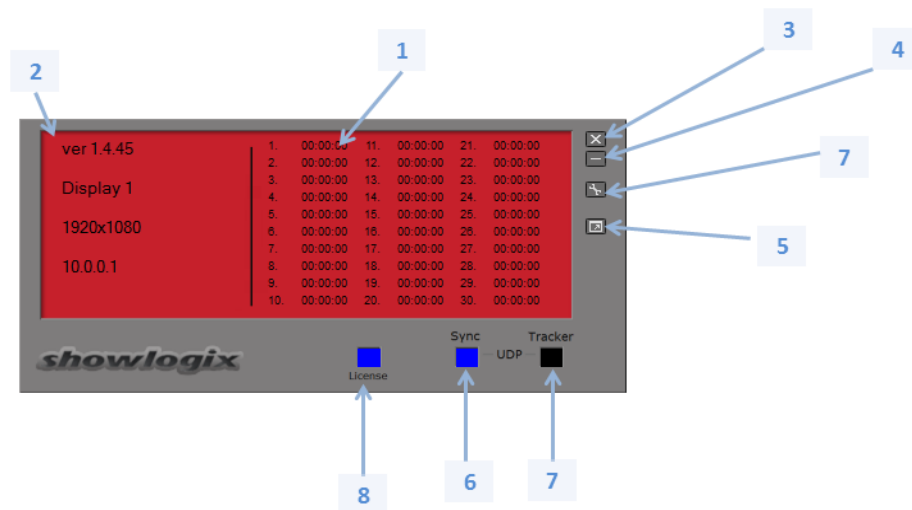 3
1
4
2
ver 1.4.45
Display 1
1920x1080
10.0.0.1
1. 00:00:00 11. 00:00:00 21. 00:00:00
2. 00:00:00 12. 00:00:00 22. 00:00:00
3. 00:00:00 13. 00:00:00 23. 00:00:00
4. 00:00:00 14. 00:00:00 24. 00:00:00
5. 00:00:00 15. 00:00:00 25. 00:00:00
6. 00:00:00 16. 00:00:00 26. 00:00:00
7. 00:00:00 17. 00:00:00 27. 00:00:00
8. 00:00:00 18. 00:00:00 28. 00:00:00
9. 00:00:00 19. 00:00:00 29. 00:00:00
10. 00:00:00 20. 00:00:00 30. 00:00:00
7
5
showlogix
License
Sync
UDP
Tracker
8
6
7